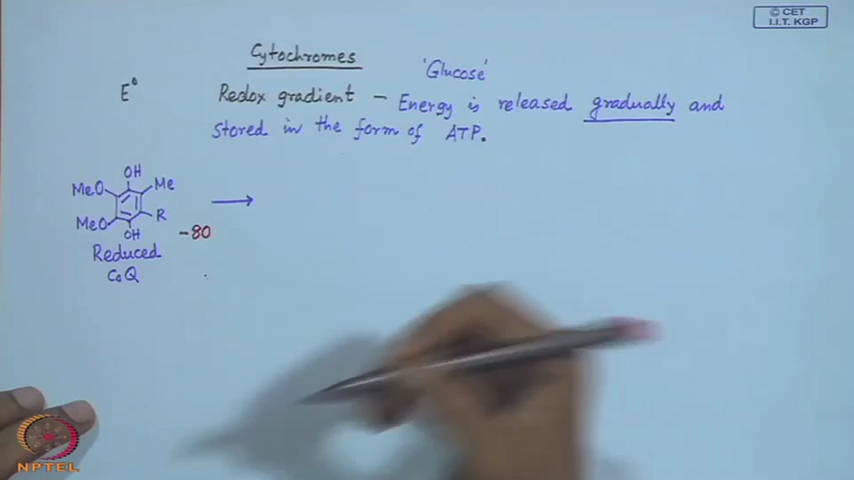 © CET
I.I.T. KGP
Cytochromes
'Glucose'
E° Redox gradient – Energy is released gradually and
stored in the form of ATP.
OH
MeO Me
MeO R
OH
-80
Reduced
CoQ
NPTEL